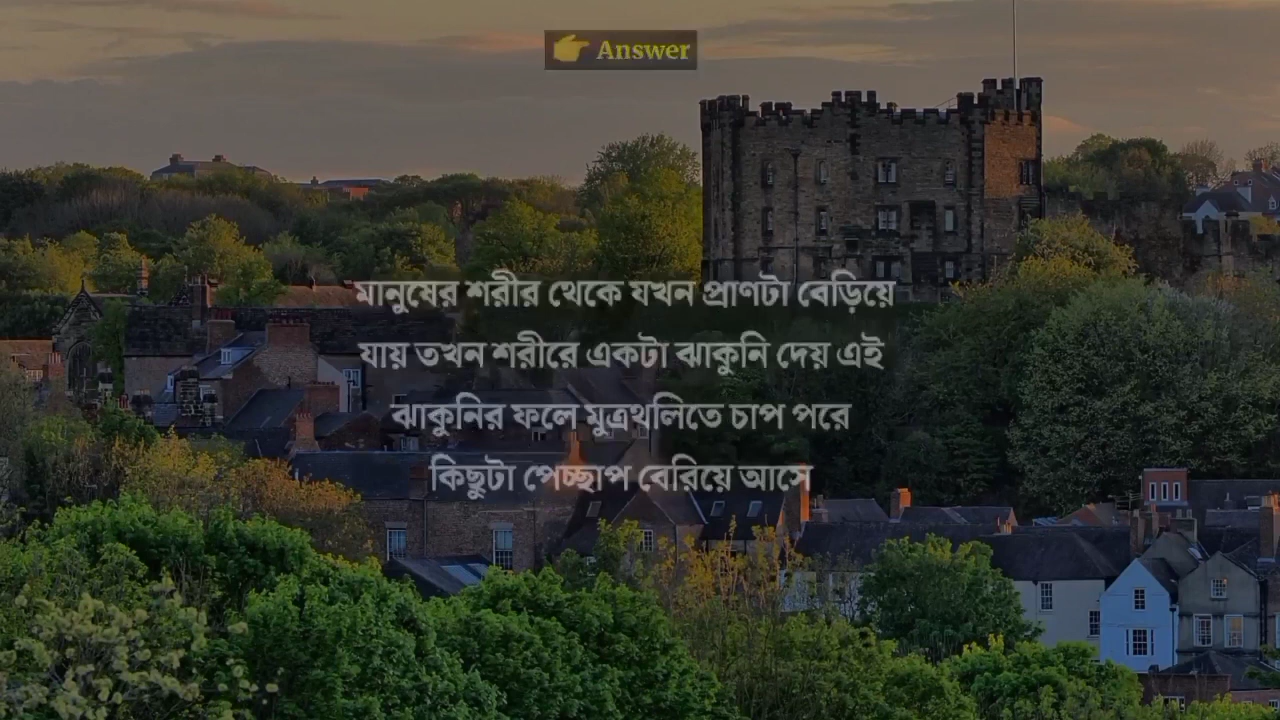 👉 Answer
মানুষের শরীর থেকে যখন প্রাণটা বেড়িয়ে
যায় তখন শরীরে একটা ঝাকুনি দেয় এই
ঝাকুনির ফলে মুত্রথলিতে চাপ পরে
কিছুটা পেচ্ছাপ বেরিয়ে আসে